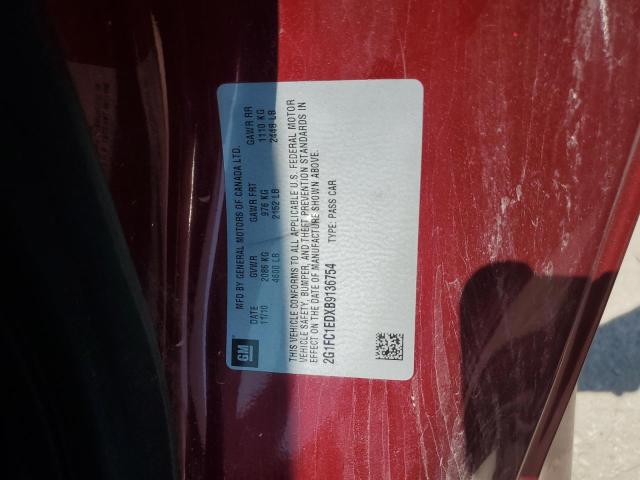 GM
MFD BY GENERAL MOTORS OF CANADA LTD.
DATE GVWR GAWR FRT GAWR RR
11/10 2086 KG 976 KG 1110 KG
4600 LB 2152 LB 2448 LB
THIS VEHICLE CONFORMS TO ALL APPLICABLE U.S. FEDERAL MOTOR
VEHICLE SAFETY, BUMPER, AND THEFT PREVENTION STANDARDS IN
EFFECT ON THE DATE OF MANUFACTURE SHOWN ABOVE.
2G1FC1EDXB9136754 TYPE: PASS CAR